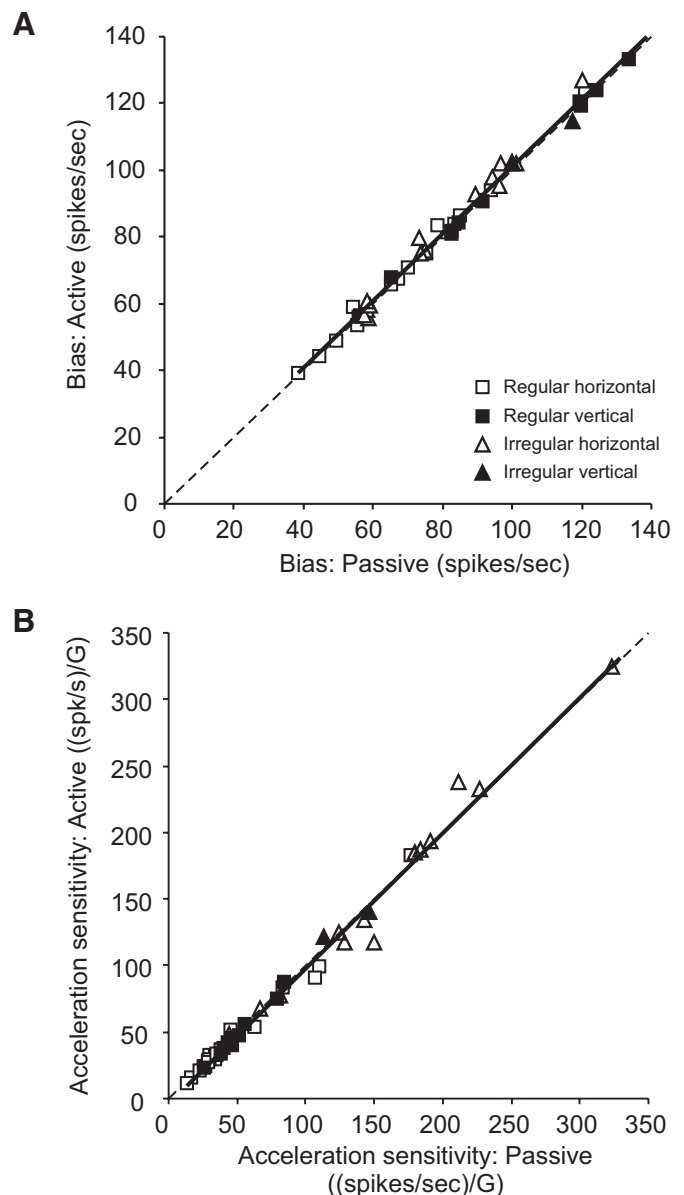 A
140
120
100
80
60
40
20
0
Bias: Active (spikes/sec)
Regular horizontal
Regular vertical
Irregular horizontal
Irregular vertical
0 20 40 60 80 100 120 140
Bias: Passive (spikes/sec)
B
350
300
250
200
150
100
50
0
Acceleration sensitivity: Active ((spk/s)/G)
0 50 100 150 200 250 300 350
Acceleration sensitivity: Passive
((spikes/sec)/G)